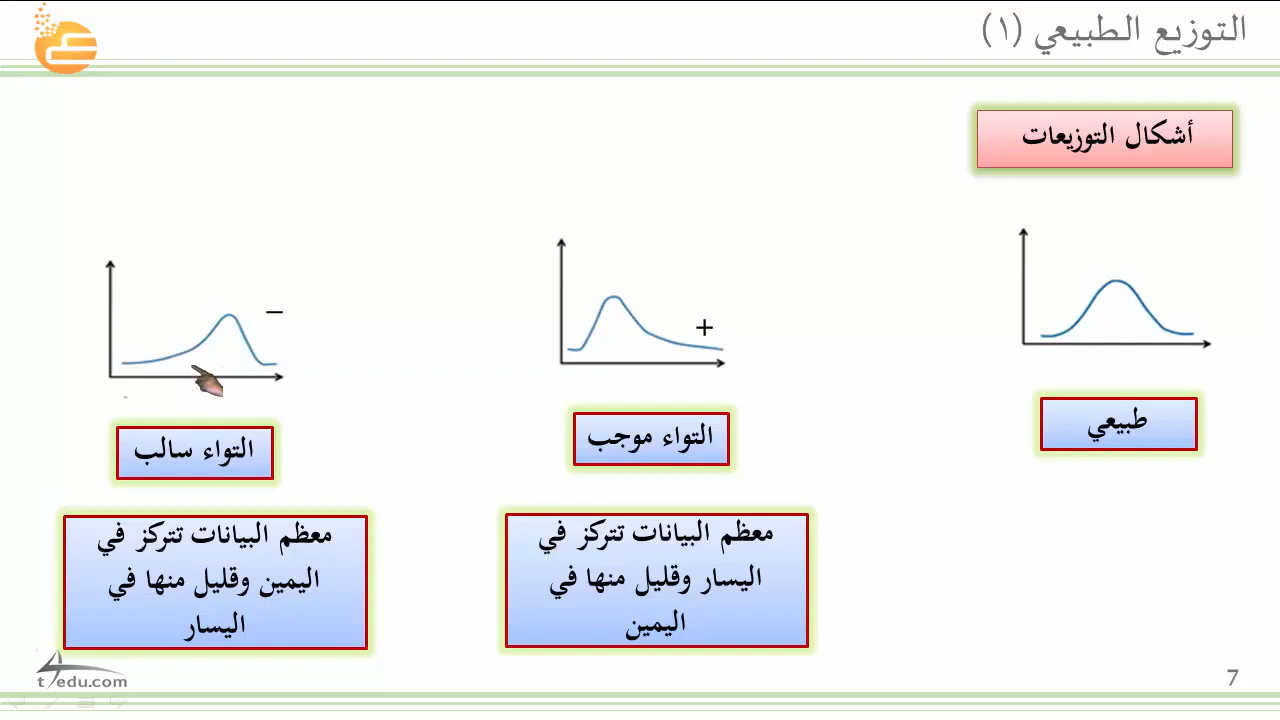 التوزيع الطبيعي (١)
أشكال التوزيعات
طبيعي
+
التواء موجب
معظم البيانات تتركز في
اليسار وقليل منها في
اليمين
−
التواء سالب
معظم البيانات تتركز في
اليمين وقليل منها في
اليسار
t4edu.com
7